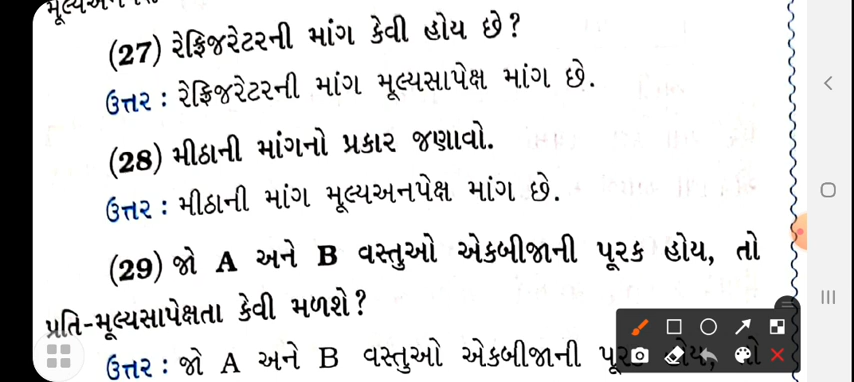 (27) રેફ્રિજરેટરની માંગ કેવી હોય છે?
ઉત્તર : રેફ્રિજરેટરની માંગ મૂલ્યસાપેક્ષ માંગ છે.
(28) મીઠાની માંગનો પ્રકાર જણાવો.
ઉત્તર : મીઠાની માંગ મૂલ્યઅનપેક્ષ માંગ છે.
(29) જો A અને B વસ્તુઓ એકબીજાની પૂરક હોય, તો
પ્રતિ-મૂલ્યસાપેક્ષતા કેવી મળશે?
ઉત્તર : જો A અને B વસ્તુઓ એકબીજાની પૂરક હોય, તો